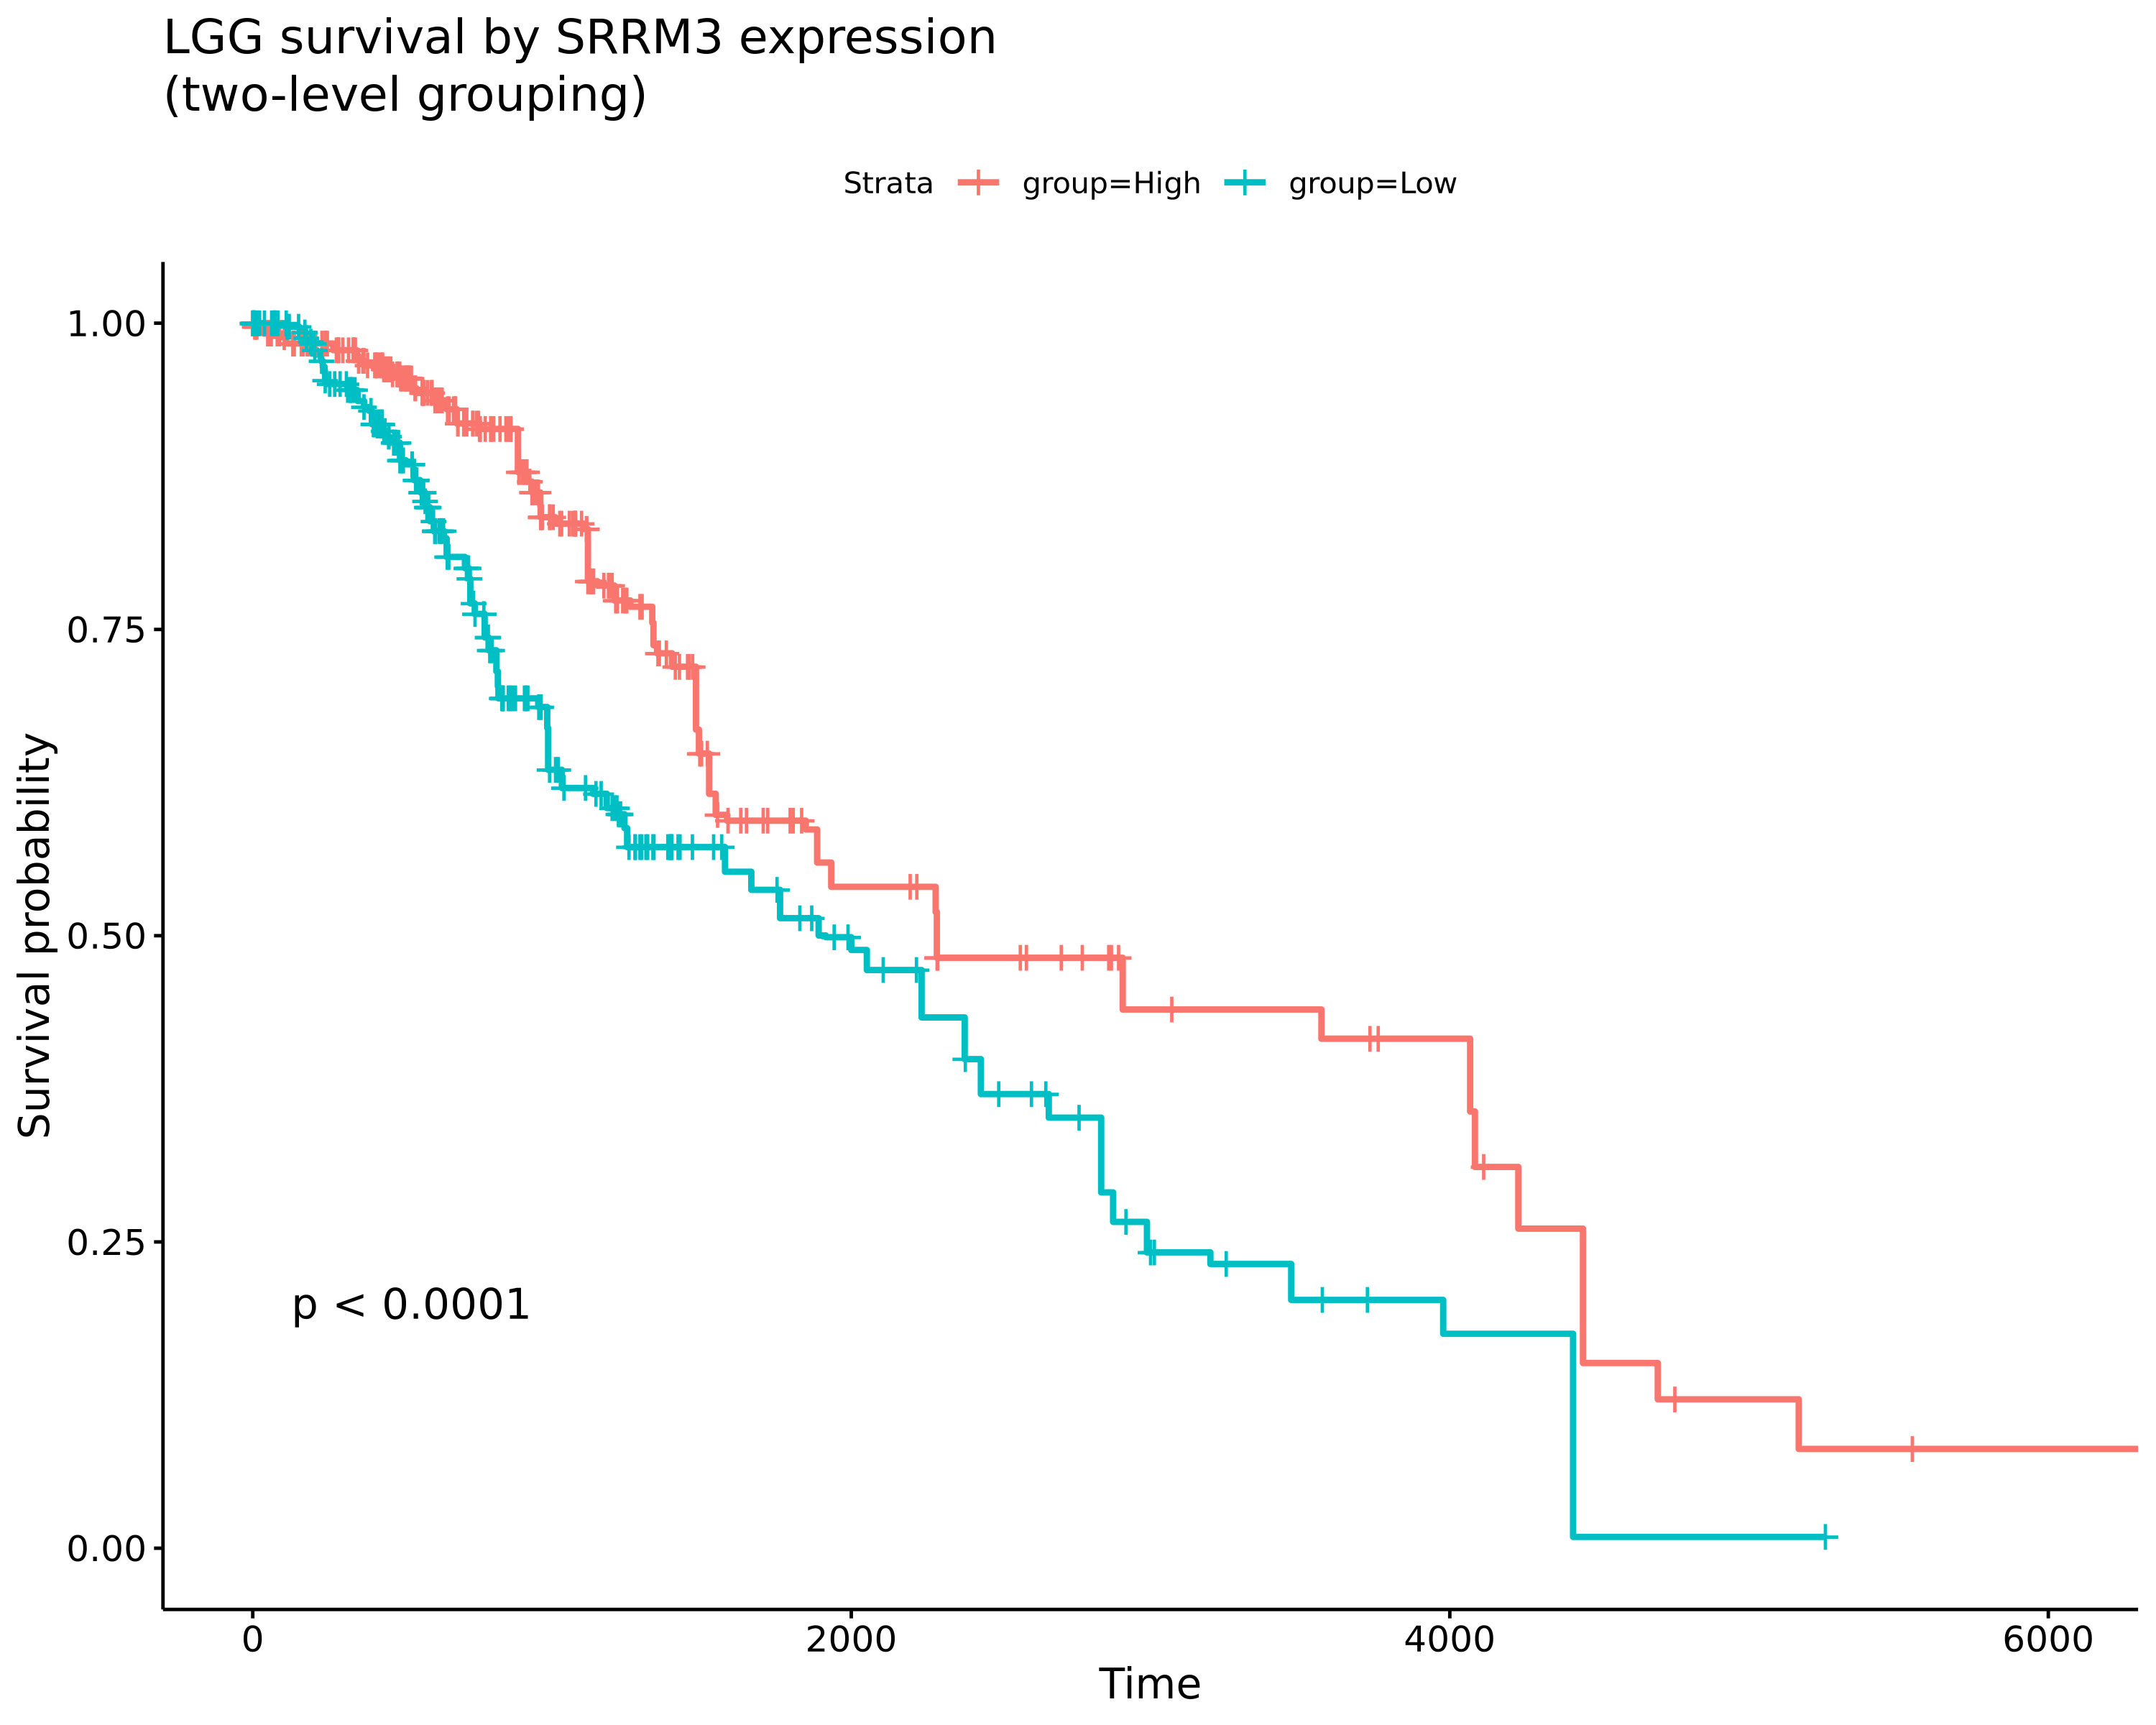 LGG survival by SRRM3 expression
(two-level grouping)
Strata group=High group=Low
1.00
0.75
0.50
0.25
0.00
Survival probability
p < 0.0001
0 2000 4000 6000
Time